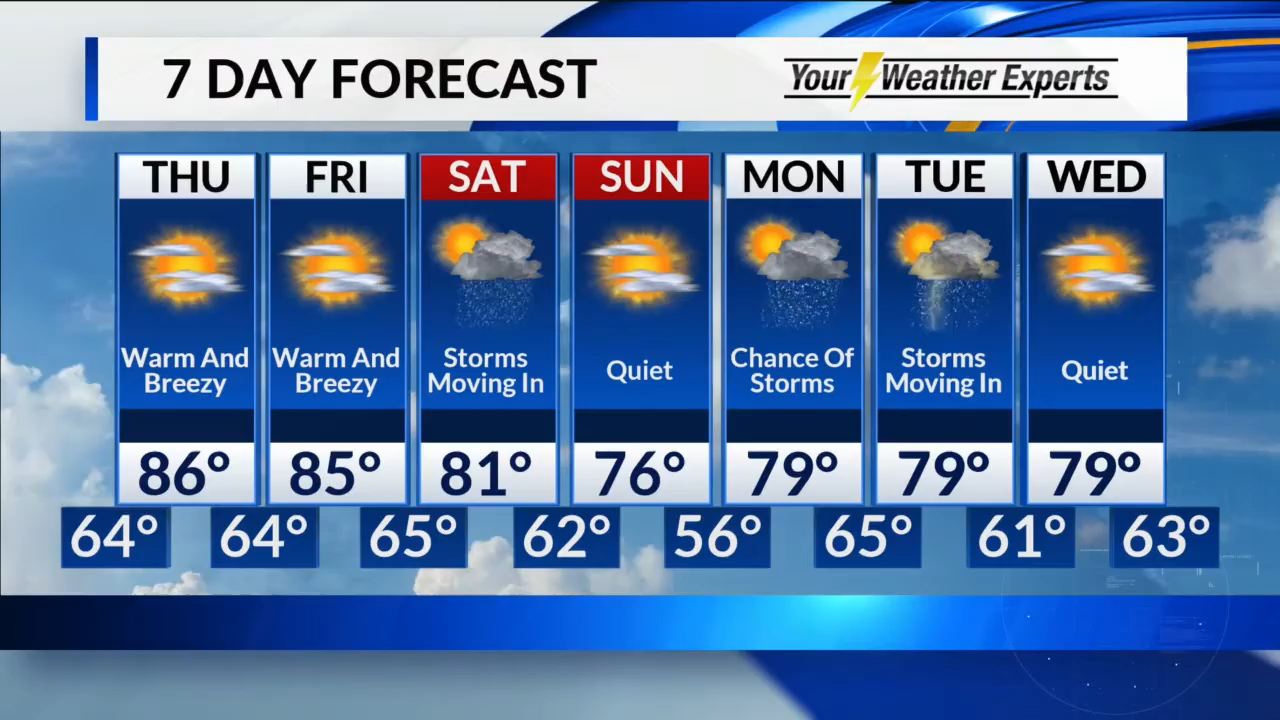 7 DAY FORECAST
Your Weather Experts
THU FRI SAT SUN MON TUE WED
Warm And Breezy
Warm And Breezy
Storms Moving In
Quiet
Chance Of Storms
Storms Moving In
Quiet
86° 85° 81° 76° 79° 79° 79°
64° 64° 65° 62° 56° 65° 61° 63°